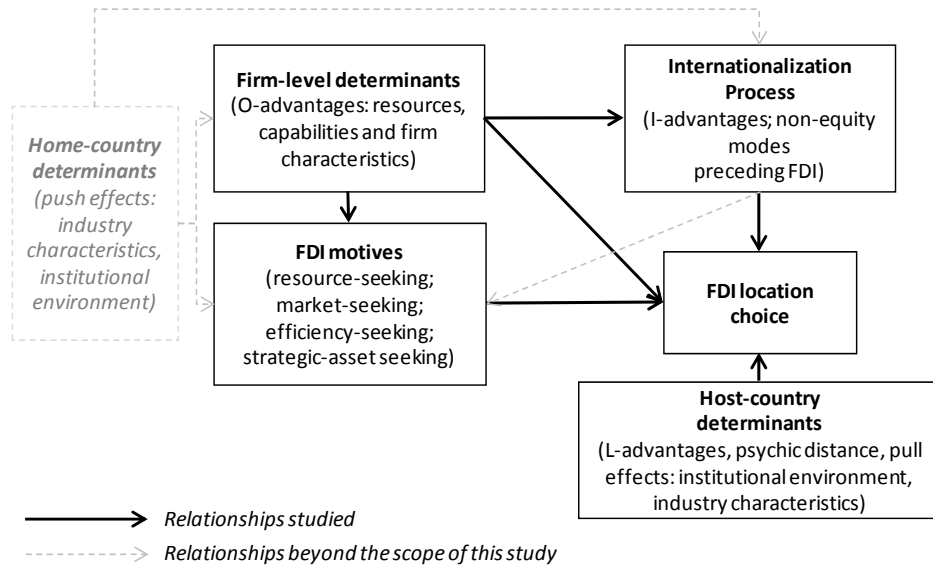 Home-country
determinants
(push effects:
industry
characteristics,
institutional
environment)
Firm-level determinants
(O-advantages: resources,
capabilities and firm
characteristics)
Internationalization
Process
(I-advantages; non-equity
modes
preceding FDI)
FDI motives
(resource-seeking;
market-seeking;
efficiency-seeking;
strategic-asset seeking)
FDI location
choice
Host-country
determinants
(L-advantages, psychic distance, pull
effects: institutional environment,
industry characteristics)
Relationships studied
Relationships beyond the scope of this study